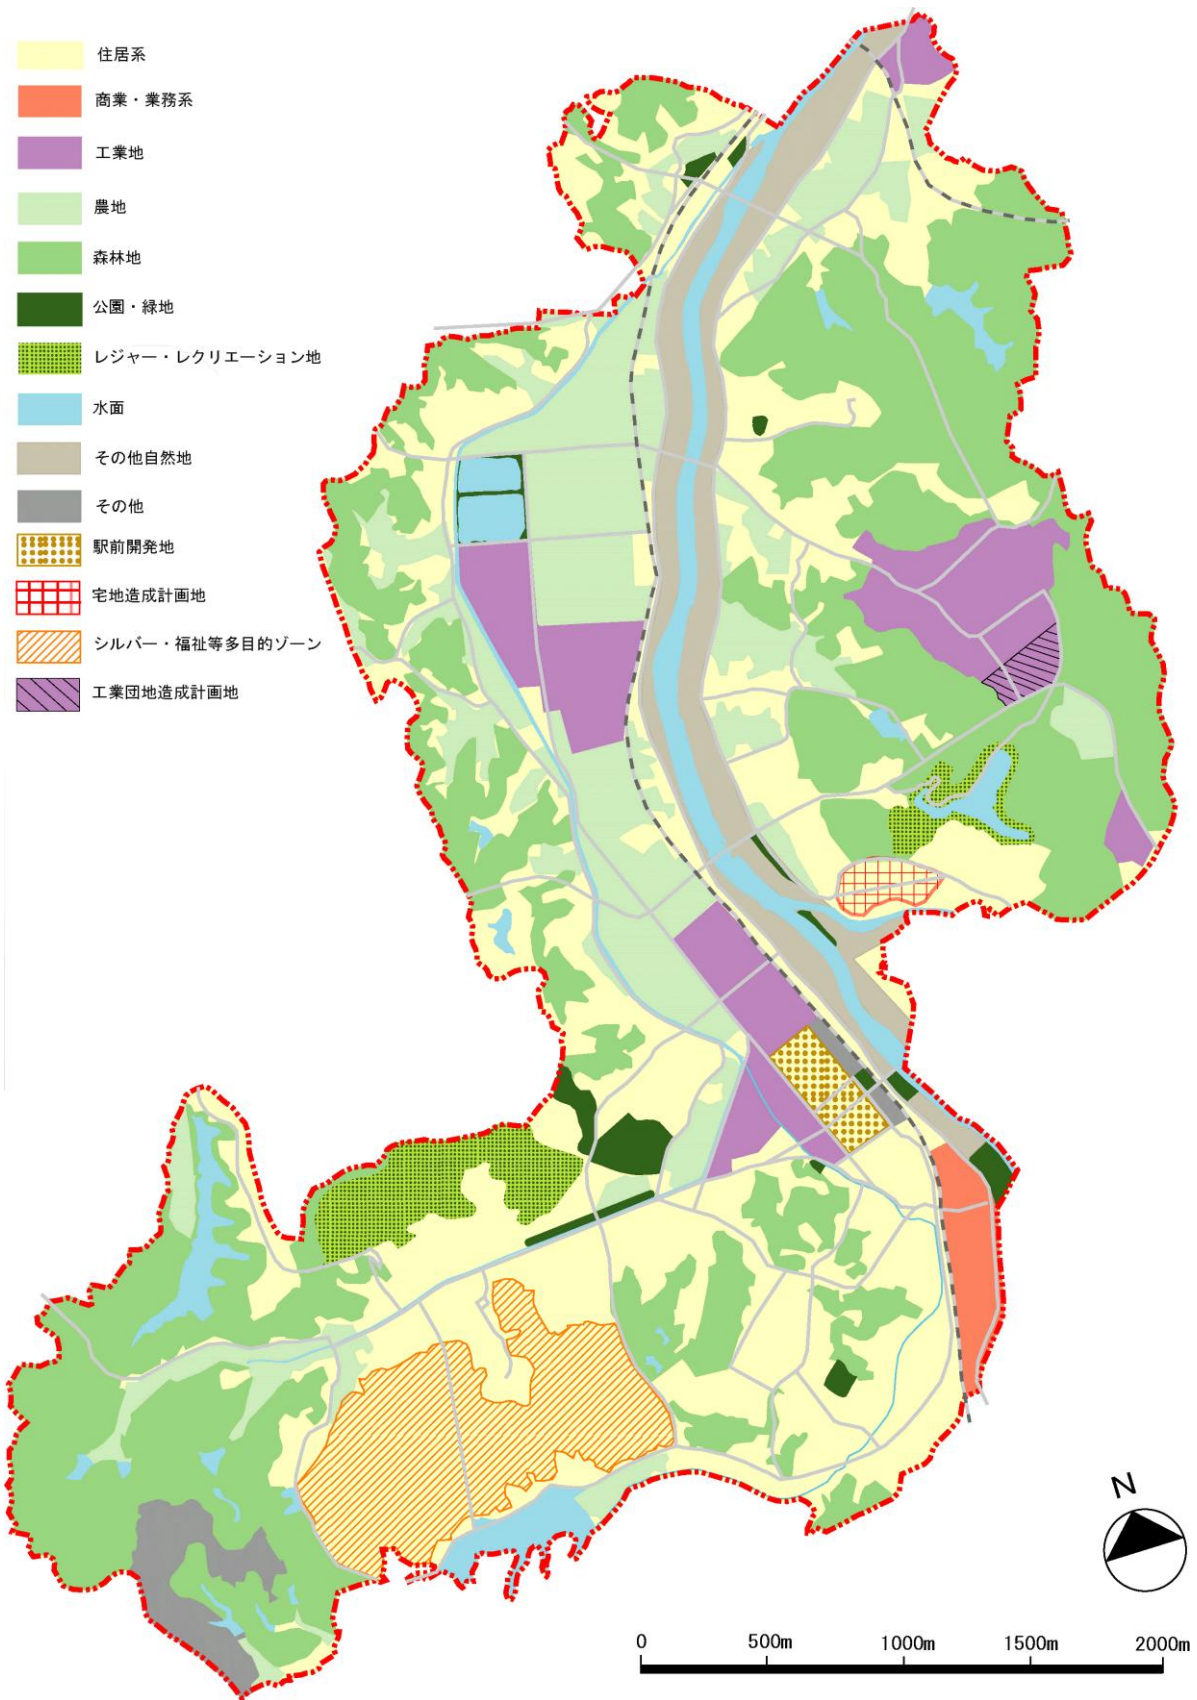 住居系
商業・業務系
工業地
農地
森林地
公園・緑地
レジャー・レクリエーション地
水面
その他自然地
その他
駅前開発地
宅地造成計画地
シルバー・福祉等多目的ゾーン
工業団地造成計画地
N
0 500m 1000m 1500m 2000m